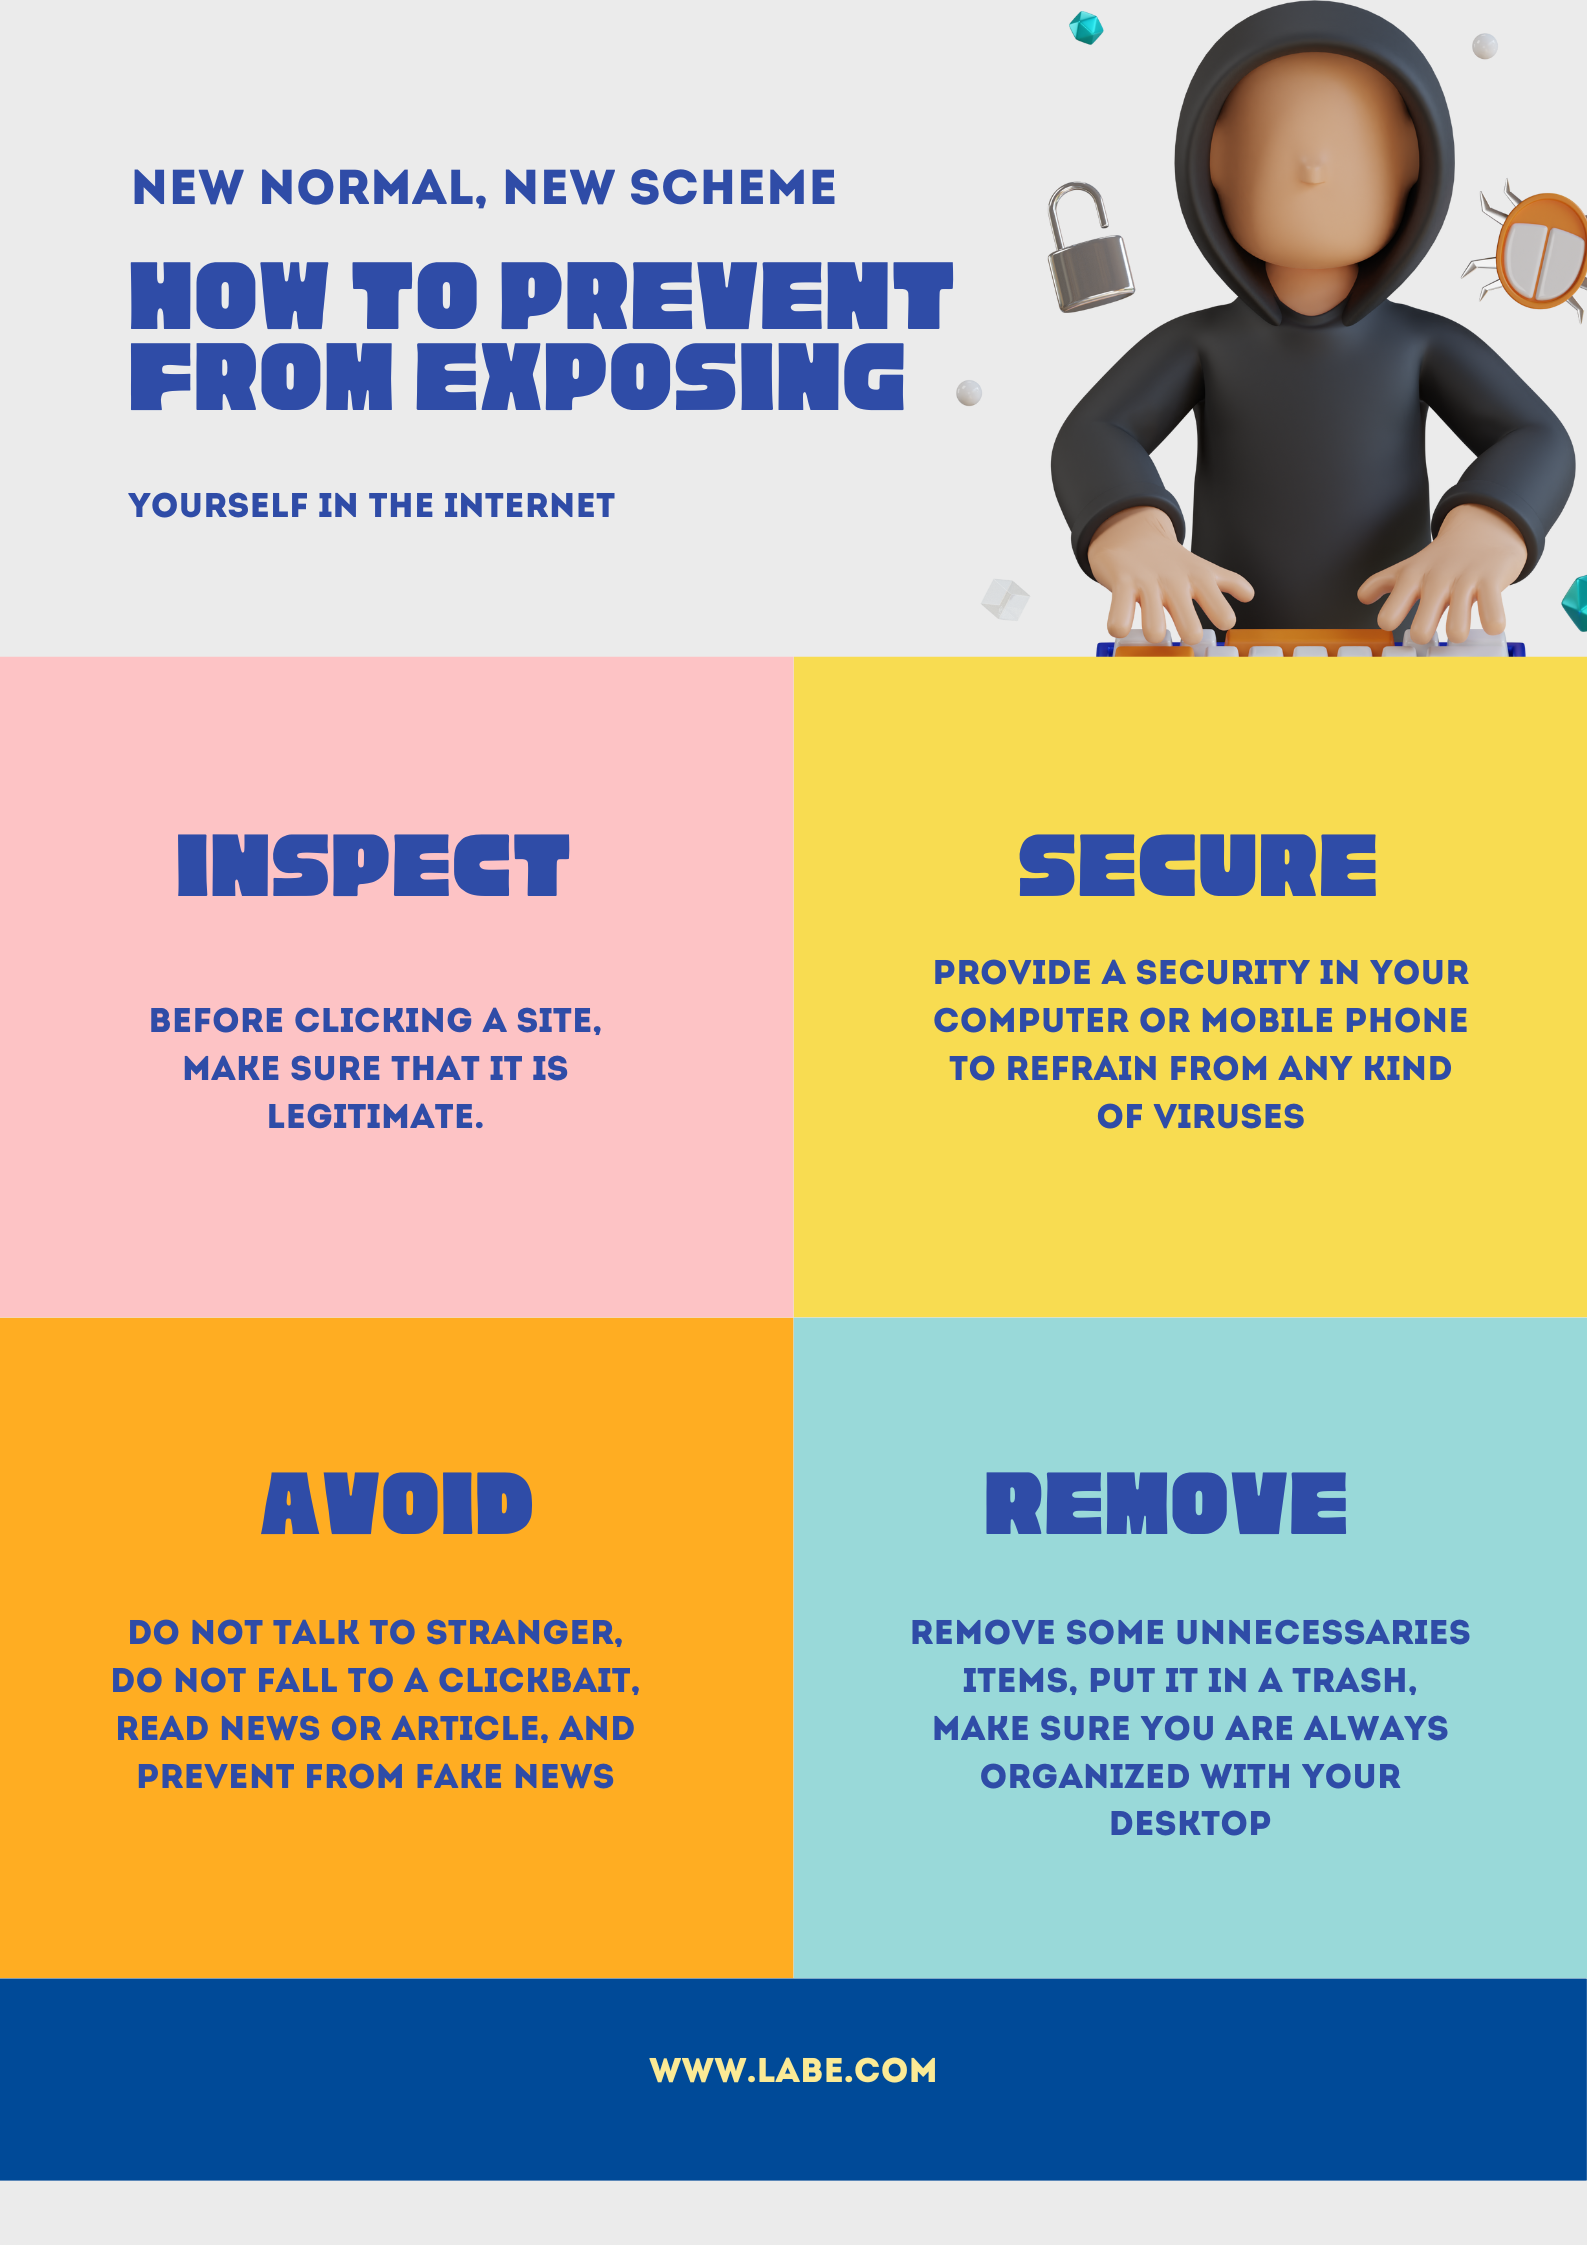 NEW NORMAL, NEW SCHEME
HOW TO PREVENT
FROM EXPOSING
YOURSELF IN THE INTERNET
INSPECT
BEFORE CLICKING A SITE,
MAKE SURE THAT IT IS
LEGITIMATE.
SECURE
PROVIDE A SECURITY IN YOUR
COMPUTER OR MOBILE PHONE
TO REFRAIN FROM ANY KIND
OF VIRUSES
AVOID
DO NOT TALK TO STRANGER,
DO NOT FALL TO A CLICKBAIT,
READ NEWS OR ARTICLE, AND
PREVENT FROM FAKE NEWS
REMOVE
REMOVE SOME UNNECESSARIES
ITEMS, PUT IT IN A TRASH,
MAKE SURE YOU ARE ALWAYS
ORGANIZED WITH YOUR
DESKTOP
WWW.LABE.COM